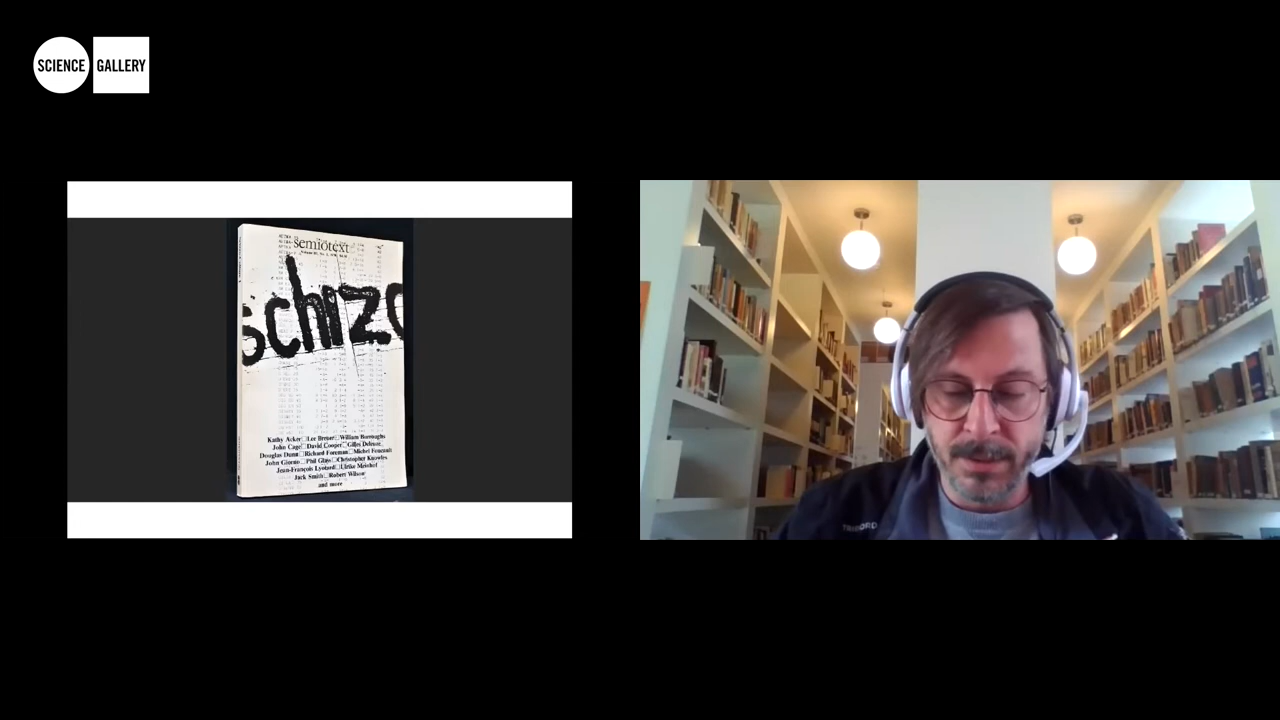 SCIENCE GALLERY
semiotext
schizo
Kathy Acker□Lee Breuer□William Burroughs
John Cage□David Cooper□Gilles Deleuze
Douglas Dunn□Richard Foreman□Michel Foucault
John Giorno□Phil Glass□Christopher Knowles
Jean-François Lyotard□Ulrike Meinhof
Jack Smith□Robert Wilson
and more